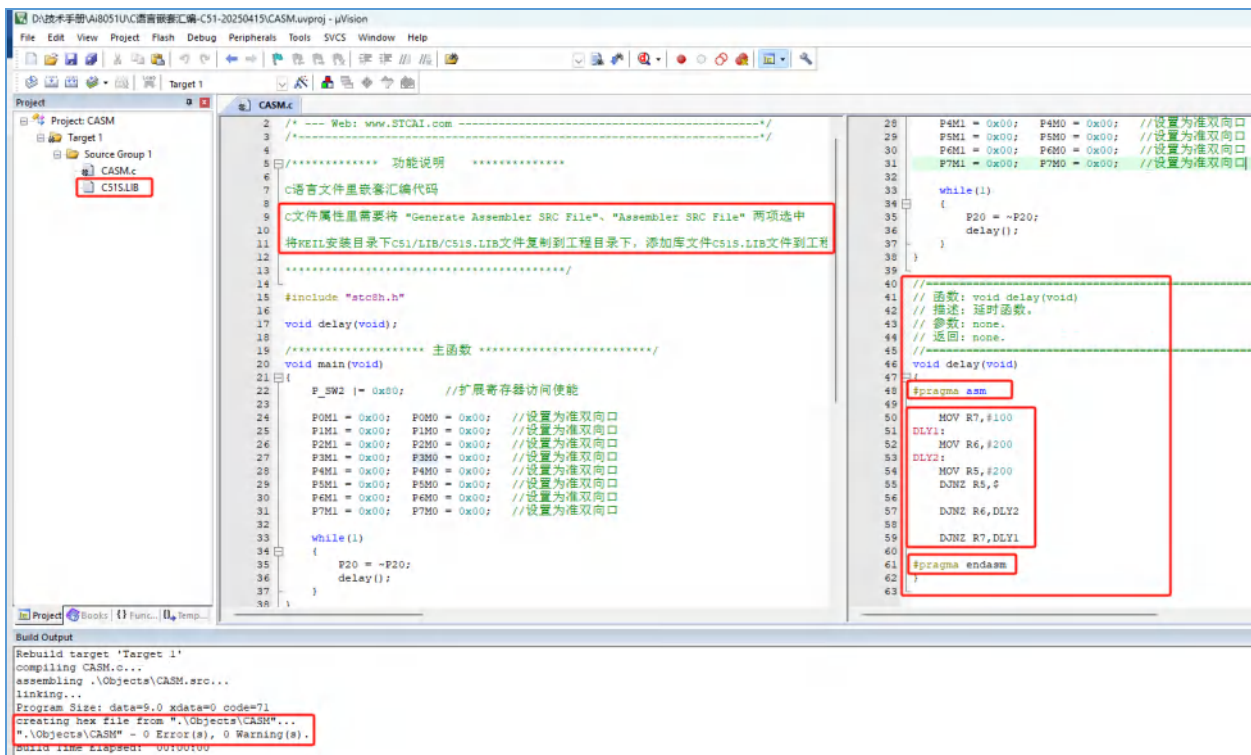 D:\技术手册\Ai8051U\C语言嵌套汇编-C51-20250415\CASM.uvproj - µVision
File Edit View Project Flash Debug Peripherals Tools SVCS Window Help
Target 1
Project
Project: CASM
Target 1
Source Group 1
CASM.c
C51S.LIB
Project Books {} Func... Temp...
CASM.c
2 /* --- Web: www.STCAI.com ---------------------------------------------*/
3 /*---------------------------------------------------------------------*/
4
5 /************* 功能说明 **************
6
7 C语言文件里嵌套汇编代码
8
9 C文件属性里需要将 "Generate Assembler SRC File"、"Assembler SRC File" 两项选中
10
11 将KEIL安装目录下C51/LIB/C51S.LIB文件复制到工程目录下，添加库文件C51S.LIB文件到工程
12
13 ******************************************/
14
15 #include "stc8h.h"
16
17 void delay(void);
18
19 /******************** 主函数 **************************/
20 void main(void)
21 {
22 P_SW2 |= 0x80; //扩展寄存器访问使能
23
24 P0M1 = 0x00; P0M0 = 0x00; //设置为准双向口
25 P1M1 = 0x00; P1M0 = 0x00; //设置为准双向口
26 P2M1 = 0x00; P2M0 = 0x00; //设置为准双向口
27 P3M1 = 0x00; P3M0 = 0x00; //设置为准双向口
28 P4M1 = 0x00; P4M0 = 0x00; //设置为准双向口
29 P5M1 = 0x00; P5M0 = 0x00; //设置为准双向口
30 P6M1 = 0x00; P6M0 = 0x00; //设置为准双向口
31 P7M1 = 0x00; P7M0 = 0x00; //设置为准双向口
32
33 while(1)
34 {
35 P20 = ~P20;
36 delay();
37 }
38 }
28 P4M1 = 0x00; P4M0 = 0x00; //设置为准双向口
29 P5M1 = 0x00; P5M0 = 0x00; //设置为准双向口
30 P6M1 = 0x00; P6M0 = 0x00; //设置为准双向口
31 P7M1 = 0x00; P7M0 = 0x00; //设置为准双向口
32
33 while(1)
34 {
35 P20 = ~P20;
36 delay();
37 }
38 }
39
40 //========================================
41 // 函数: void delay(void)
42 // 描述: 延时函数。
43 // 参数: none.
44 // 返回: none.
45 //========================================
46 void delay(void)
47 {
48 #pragma asm
49
50 MOV R7,#100
51 DLY1:
52 MOV R6,#200
53 DLY2:
54 MOV R5,#200
55 DJNZ R5,$
56
57 DJNZ R6,DLY2
58
59 DJNZ R7,DLY1
60
61 #pragma endasm
62 }
63
Build Output
Rebuild target 'Target 1'
compiling CASM.c...
assembling .\Objects\CASM.src...
linking...
Program Size: data=9.0 xdata=0 code=71
creating hex file from ".\Objects\CASM"...
".\Objects\CASM" - 0 Error(s), 0 Warning(s).
Build Time Elapsed: 00:00:00